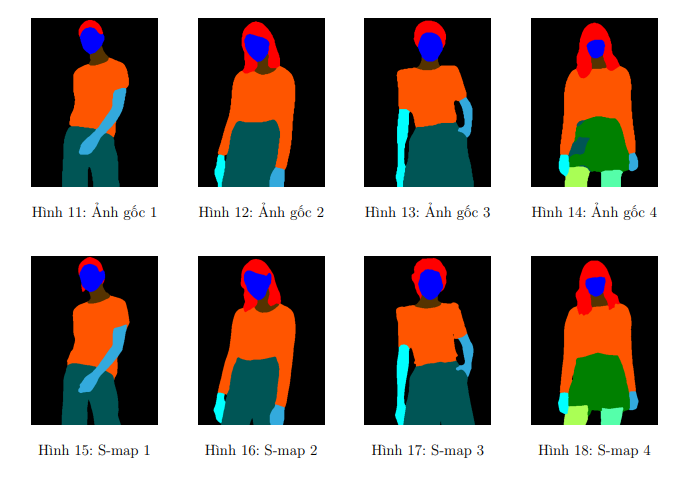 Hình 11: Ảnh gốc 1
Hình 12: Ảnh gốc 2
Hình 13: Ảnh gốc 3
Hình 14: Ảnh gốc 4
Hình 15: S-map 1
Hình 16: S-map 2
Hình 17: S-map 3
Hình 18: S-map 4